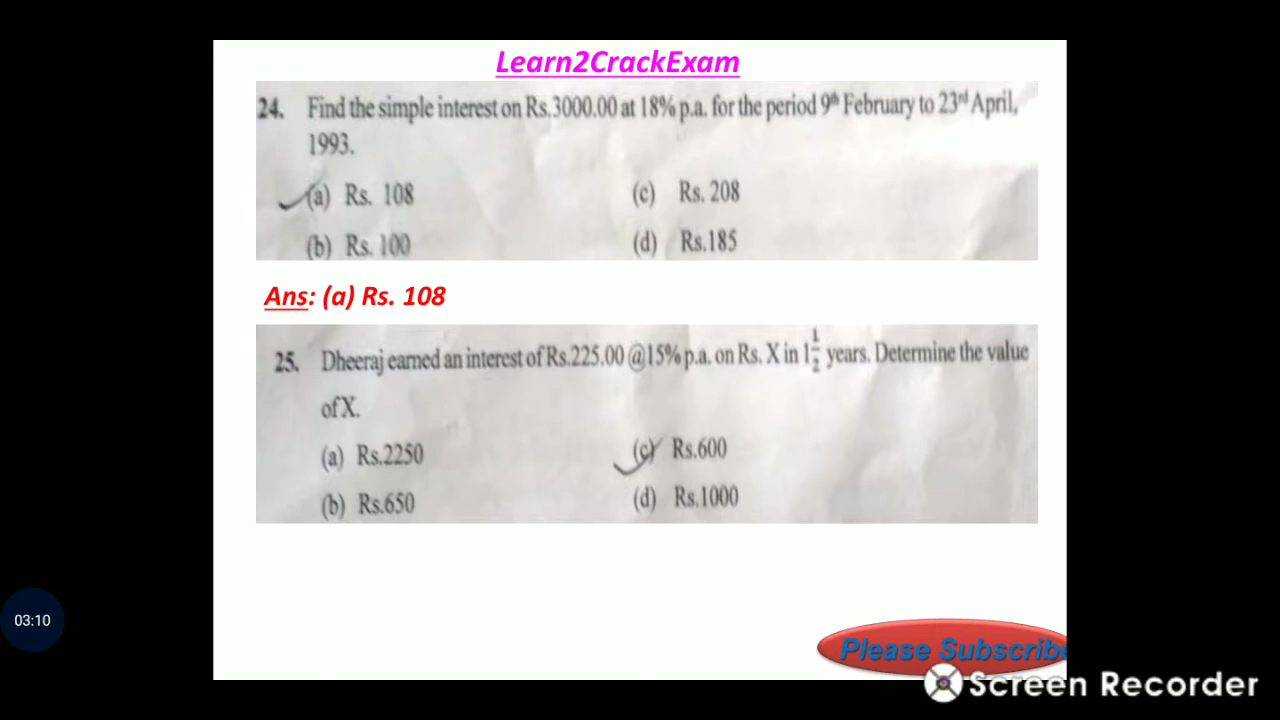 Learn2CrackExam
24. Find the simple interest on Rs.3000.00 at 18% p.a. for the period 9th February to 23rd April,
1993.
(a) Rs. 108 (c) Rs. 208
(b) Rs. 100 (d) Rs.185
Ans: (a) Rs. 108
25. Dheeraj earned an interest of Rs.225.00 @15% p.a. on Rs. X in 1 1/2 years. Determine the value
of X.
(a) Rs.2250 (c) Rs.600
(b) Rs.650 (d) Rs.1000
03:10
Please Subscribe
Screen Recorder